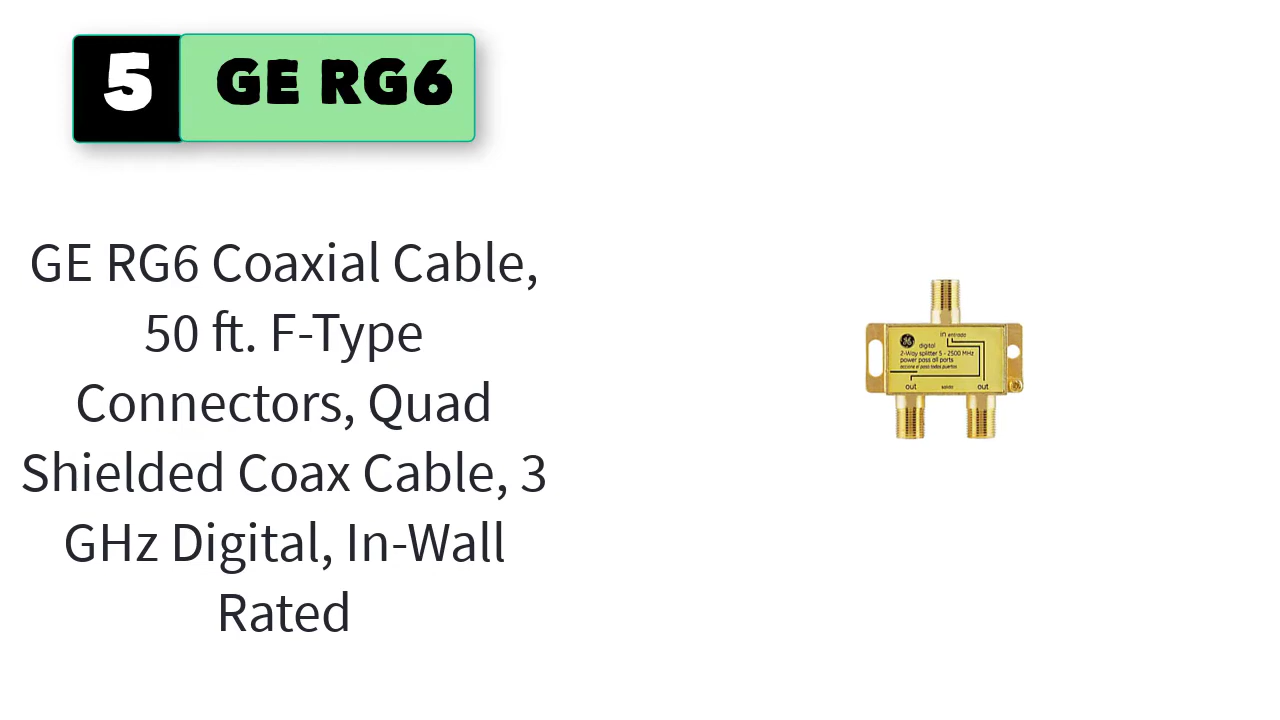 5
GE RG6
GE RG6 Coaxial Cable,
50 ft. F-Type
Connectors, Quad
Shielded Coax Cable, 3
GHz Digital, In-Wall
Rated
in entrada
digital
2-Way splitter 5 - 2500 MHz
power pass all ports
out
out